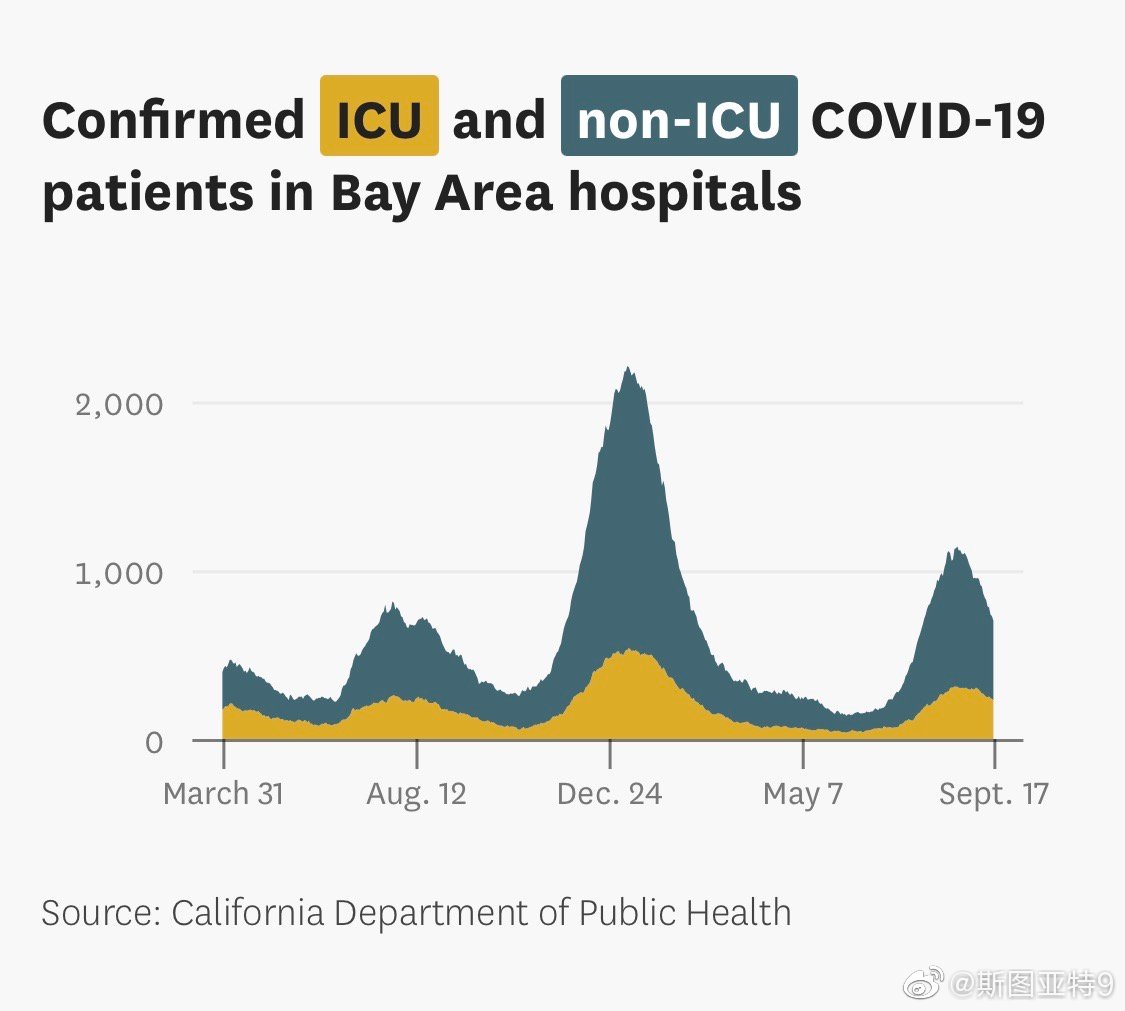 Confirmed ICU and non-ICU COVID-19
patients in Bay Area hospitals
2,000
1,000
0
March 31 Aug. 12 Dec. 24 May 7 Sept. 17
Source: California Department of Public Health
@斯图亚特9